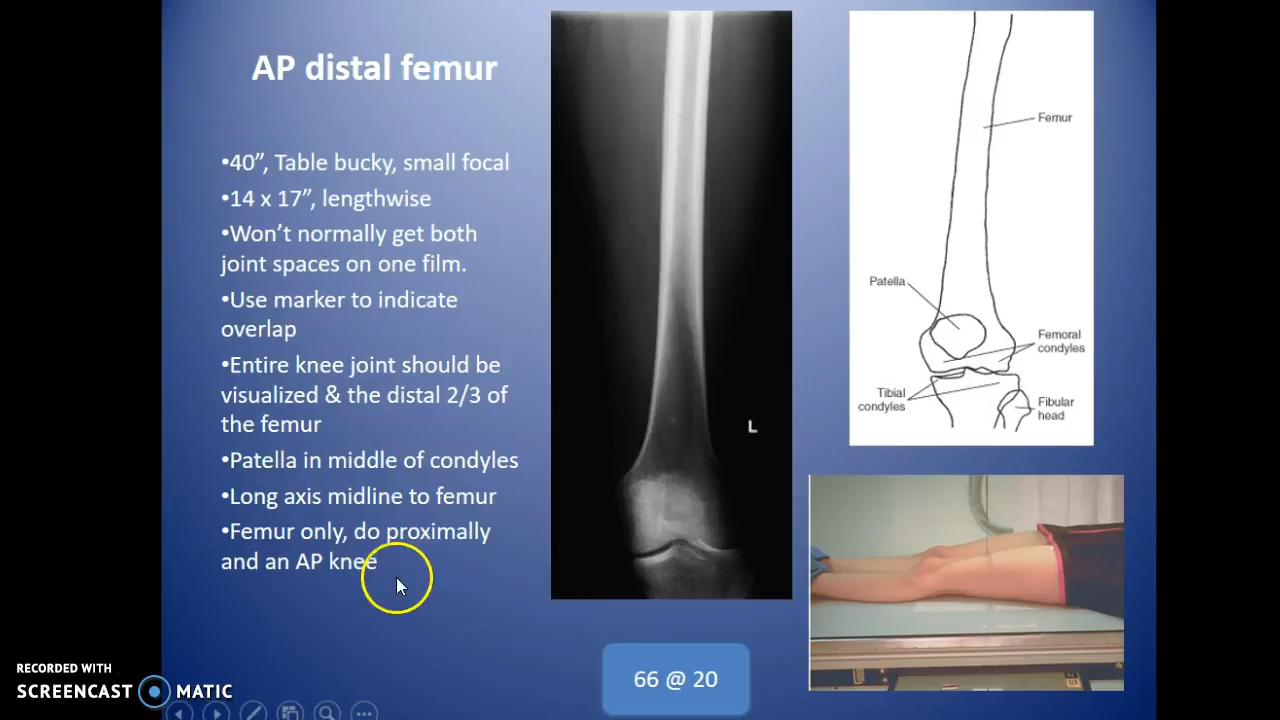 AP distal femur
•40”, Table bucky, small focal
•14 x 17”, lengthwise
•Won’t normally get both
joint spaces on one film.
•Use marker to indicate
overlap
•Entire knee joint should be
visualized & the distal 2/3 of
the femur
•Patella in middle of condyles
•Long axis midline to femur
•Femur only, do proximally
and an AP knee
L
Femur
Patella
Femoral
condyles
Tibial
condyles
Fibular
head
66 @ 20
RECORDED WITH
SCREENCAST MATIC